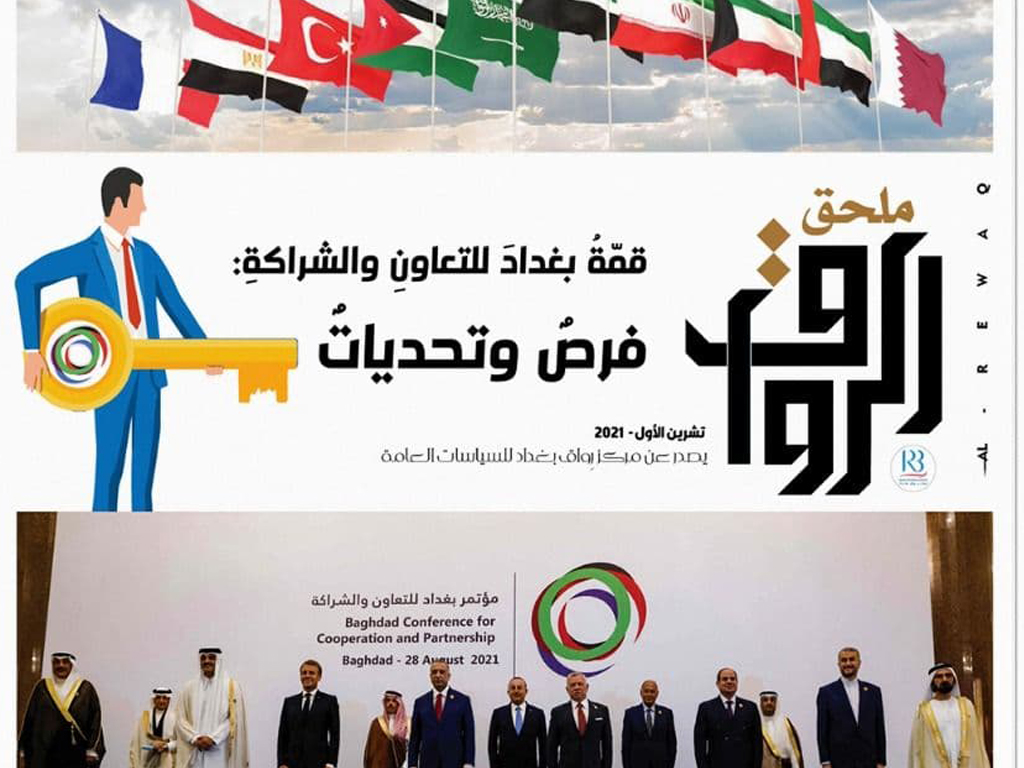 ملحق
الرواق
AL-REWAQ
قمّةُ بغدادَ للتعاونِ والشراكةِ:
فرصٌ وتحدياتٌ
تشرين الأول - 2021
يصدر عن مركز رواق بغداد للسياسات العامة
RB
مؤتمر بغداد للتعاون والشراكة
Baghdad Conference for
Cooperation and Partnership
Baghdad - 28 August 2021